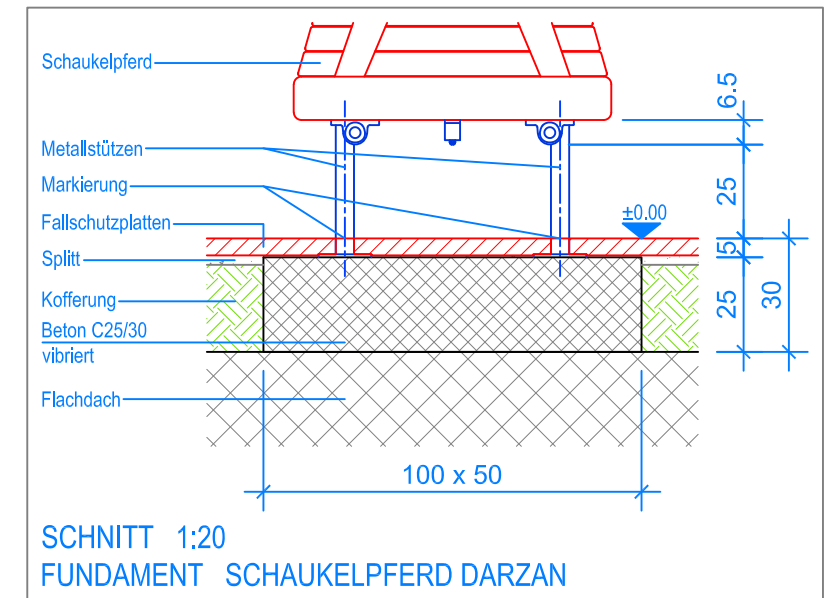 Schaukelpferd
Metallstützen
Markierung
Fallschutzplatten
Splitt
Kofferung
Beton C25/30
vibriert
Flachdach
6.5
25
±0.00
5
25
30
100 x 50
SCHNITT 1:20
FUNDAMENT SCHAUKELPFERD DARZAN